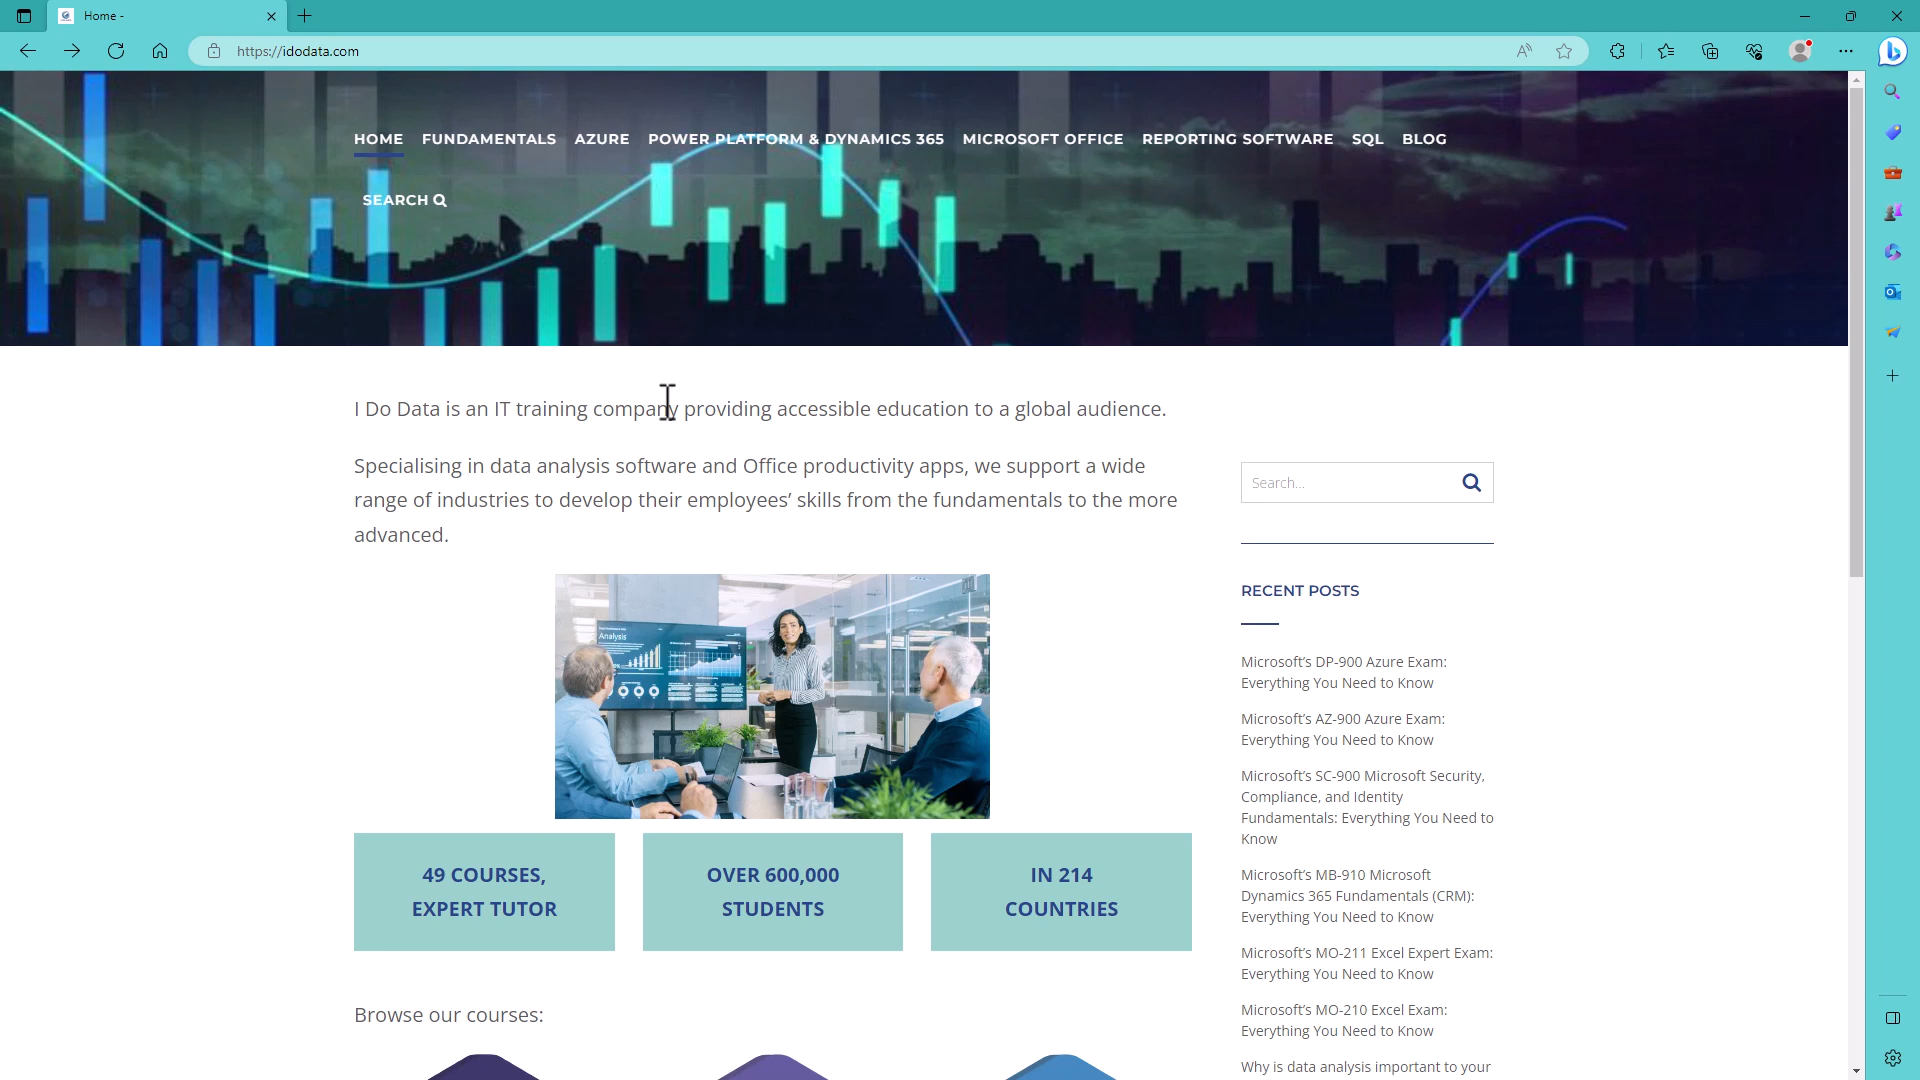 Home -
https://idodata.com
HOME FUNDAMENTALS AZURE POWER PLATFORM & DYNAMICS 365 MICROSOFT OFFICE REPORTING SOFTWARE SQL BLOG
SEARCH
I Do Data is an IT training company providing accessible education to a global audience.
Specialising in data analysis software and Office productivity apps, we support a wide
range of industries to develop their employees’ skills from the fundamentals to the more
advanced.
Analysis
49 COURSES,
EXPERT TUTOR
OVER 600,000
STUDENTS
IN 214
COUNTRIES
Browse our courses:
Search...
RECENT POSTS
Microsoft’s DP-900 Azure Exam:
Everything You Need to Know
Microsoft’s AZ-900 Azure Exam:
Everything You Need to Know
Microsoft’s SC-900 Microsoft Security,
Compliance, and Identity
Fundamentals: Everything You Need to
Know
Microsoft’s MB-910 Microsoft
Dynamics 365 Fundamentals (CRM):
Everything You Need to Know
Microsoft’s MO-211 Excel Expert Exam:
Everything You Need to Know
Microsoft’s MO-210 Excel Exam:
Everything You Need to Know
Why is data analysis important to your